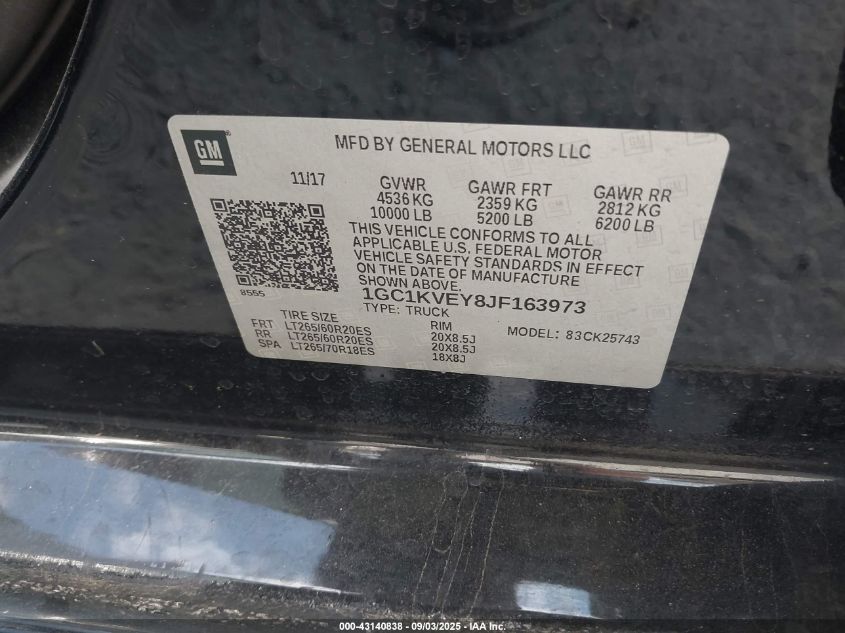 GM
MFD BY GENERAL MOTORS LLC
11/17
GVWR
4536 KG
10000 LB
GAWR FRT
2359 KG
5200 LB
GAWR RR
2812 KG
6200 LB
THIS VEHICLE CONFORMS TO ALL
APPLICABLE U.S. FEDERAL MOTOR
VEHICLE SAFETY STANDARDS IN EFFECT
ON THE DATE OF MANUFACTURE
SHOWN ABOVE.
8555
1GC1KVEY8JF163973
TYPE: TRUCK
MODEL: 83CK25743
TIRE SIZE RIM
FRT LT265/60R20ES 20X8.5J
RR LT265/60R20ES 20X8.5J
SPA LT265/70R18ES 18X8J
000-43140838 - 09/03/2025 - IAA Inc.